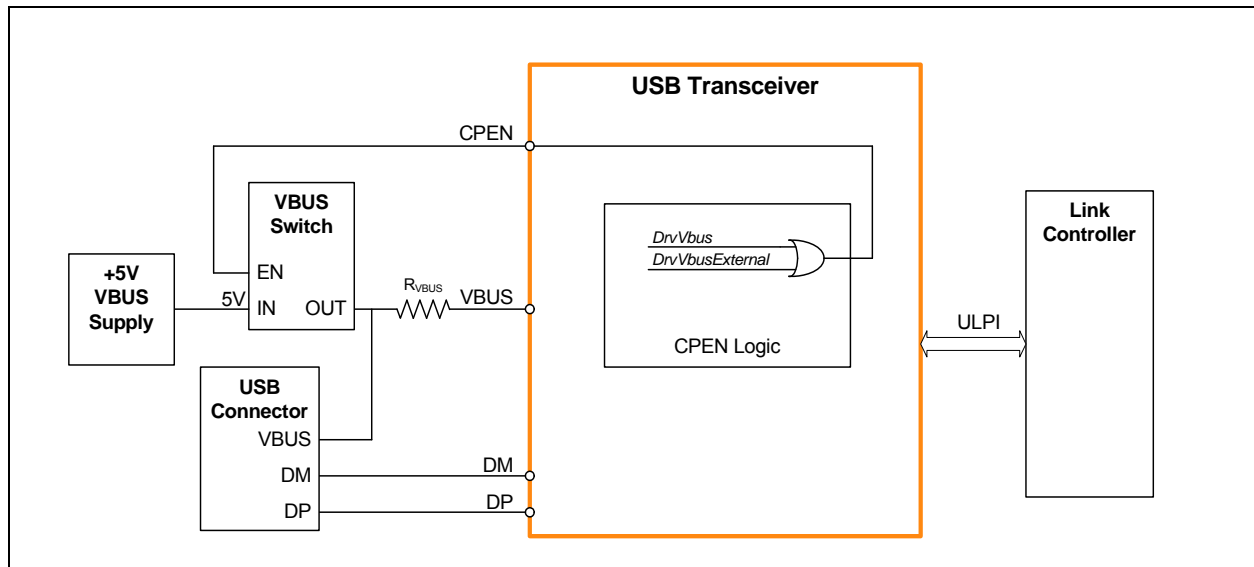 USB Transceiver
CPEN
VBUS
Switch
Link
Controller
DrvVbus
DrvVbusExternal
+5V
VBUS
Supply
EN
5V
IN
OUT
RVBUS
VBUS
ULPI
CPEN Logic
USB
Connector
VBUS
DM
DM
DP
DP